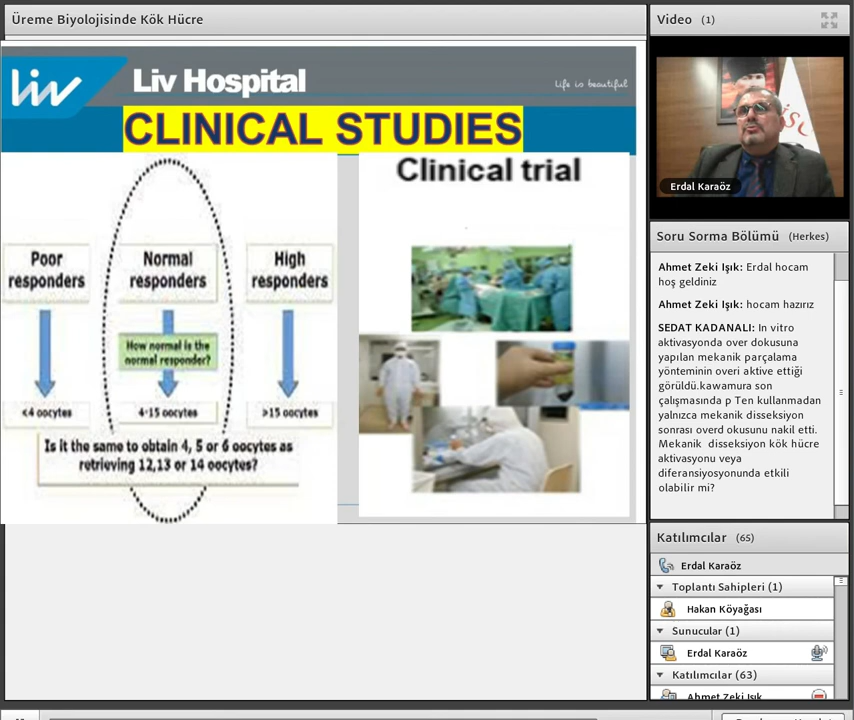 Üreme Biyolojisinde Kök Hücre
Liv
Liv Hospital
Life is beautiful
CLINICAL STUDIES
Poor
responders
Normal
responders
High
responders
How normal is the
normal responder?
<4 oocytes
4-15 oocytes
>15 oocytes
Is it the same to obtain 4, 5 or 6 oocytes as
retrieving 12,13 or 14 oocytes?
Clinical trial
Video (1)
Erdal Karaöz
Soru Sorma Bölümü (Herkes)
Ahmet Zeki Işık: Erdal hocam
hoş geldiniz
Ahmet Zeki Işık: hocam hazırız
SEDAT KADANALI: In vitro
aktivasyonda over dokusuna
yapılan mekanik parçalama
yönteminin overi aktive ettiği
görüldü.kawamura son
çalışmasında p Ten kullanmadan
yalnızca mekanik disseksiyon
sonrası overd okusunu nakil etti.
Mekanik disseksiyon kök hücre
aktivasyonu veya
diferansiyosyonunda etkili
olabilir mi?
Katılımcılar (65)
Erdal Karaöz
Toplantı Sahipleri (1)
Hakan Köyağası
Sunucular (1)
Erdal Karaöz
Katılımcılar (63)
Ahmet Zeki Işık